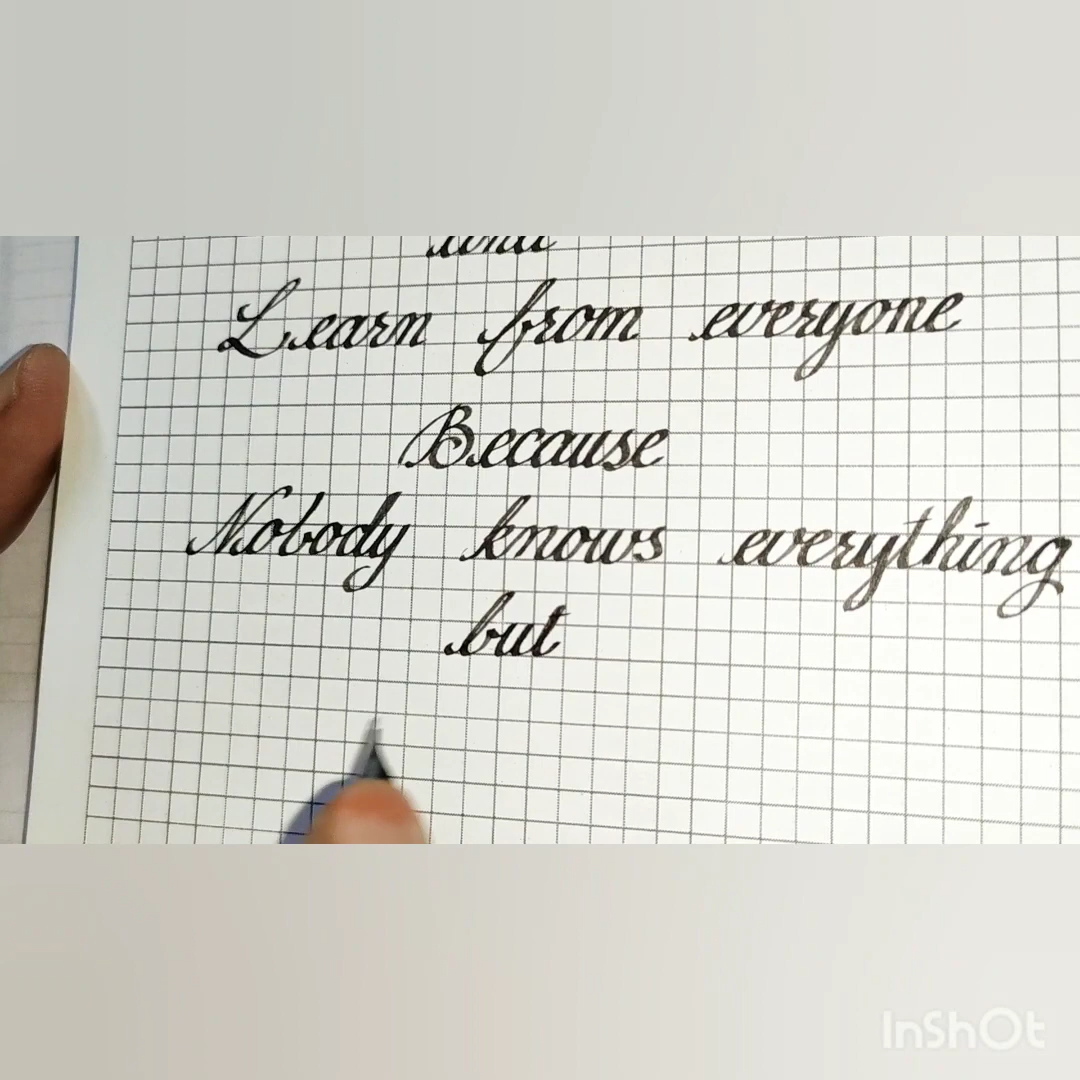 Learn from everyone
Because
Nobody knows everything
but
InShOt